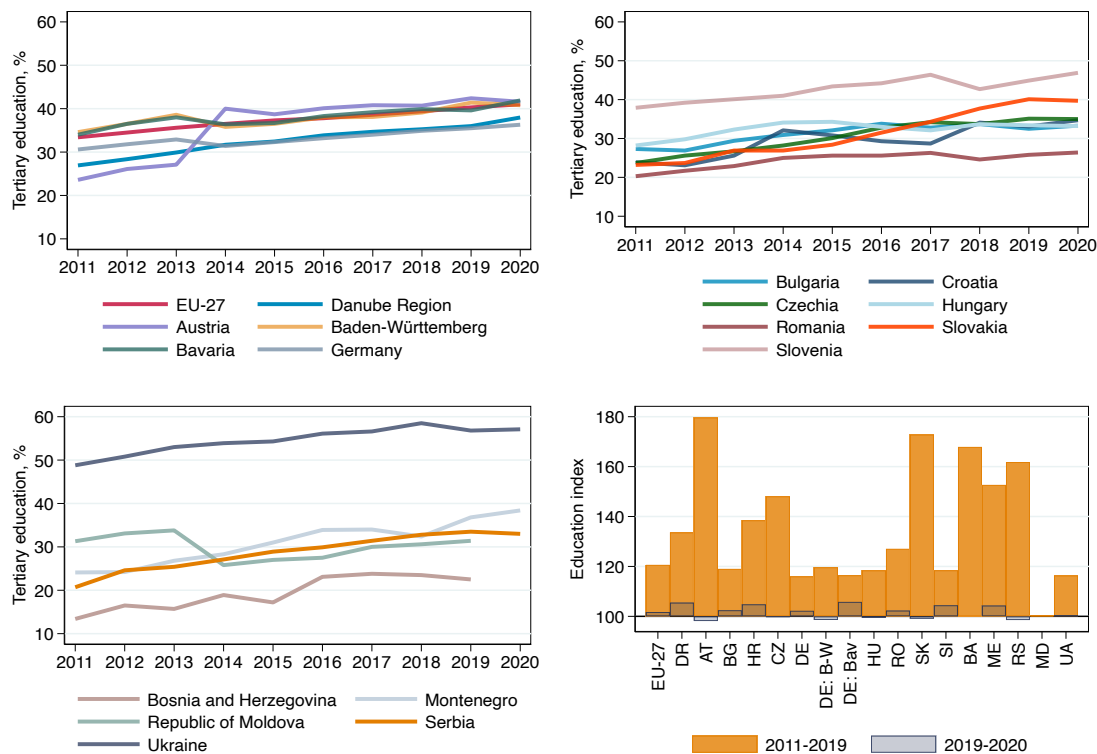 Tertiary education, %
60
50
40
30
20
10
2011 2012 2013 2014 2015 2016 2017 2018 2019 2020
EU-27
Danube Region
Austria
Baden-Württemberg
Bavaria
Germany
Tertiary education, %
60
50
40
30
20
10
2011 2012 2013 2014 2015 2016 2017 2018 2019 2020
Bulgaria
Croatia
Czechia
Hungary
Romania
Slovakia
Slovenia
Tertiary education, %
60
50
40
30
20
10
2011 2012 2013 2014 2015 2016 2017 2018 2019 2020
Bosnia and Herzegovina
Montenegro
Republic of Moldova
Serbia
Ukraine
Education index
180
160
140
120
100
EU-27 DR AT BG HR CZ DE DE: B-W DE: Bav HU RO SK SI BA ME RS MD UA
2011-2019
2019-2020